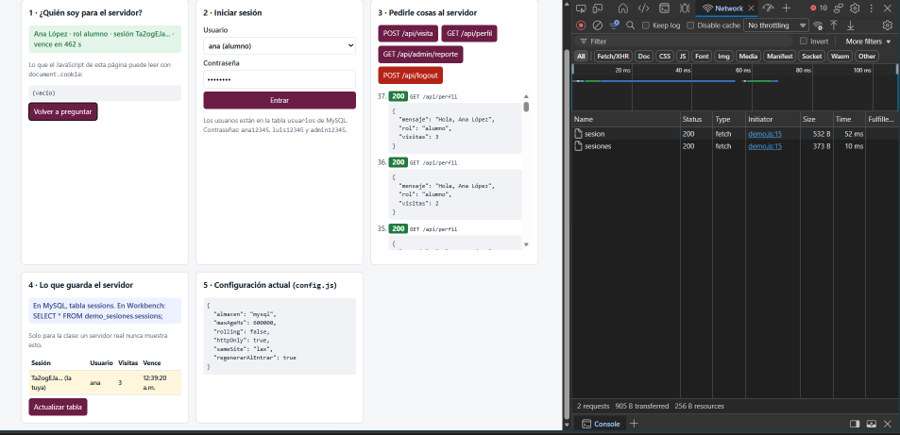 1 · ¿Quién soy para el servidor?
Ana López · rol alumno · sesión Ta2ogEJa... ·
vence en 462 s
Lo que el JavaScript de esta página puede leer con
document.cookie:
(vacío)
Volver a preguntar
2 · Iniciar sesión
Usuario
ana (alumno)
Contraseña
••••••••
Entrar
Los usuarios están en la tabla usuarios de MySQL.
Contraseñas: ana12345, luis12345 y admin12345.
3 · Pedirle cosas al servidor
POST /api/visita
GET /api/perfil
GET /api/admin/reporte
POST /api/logout
37. 200 GET /api/perfil
{
"mensaje": "Hola, Ana López",
"rol": "alumno",
"visitas": 3
}
36. 200 GET /api/perfil
{
"mensaje": "Hola, Ana López",
"rol": "alumno",
"visitas": 2
}
35. 200 GET /api/perfil
{
4 · Lo que guarda el servidor
En MySQL, tabla sessions. En Workbench:
SELECT * FROM demo_sesiones.sessions;
Solo para la clase: un servidor real nunca muestra
esto.
Sesión Usuario Visitas Vence
Ta2ogEJa... (la tuya) ana 3 12:39:20 a.m.
Actualizar tabla
5 · Configuración actual (config.js)
{
"almacen": "mysql",
"maxAgeMs": 600000,
"rolling": false,
"httpOnly": true,
"sameSite": "lax",
"regenerarAlEntrar": true
}
Network
10
Keep log
Disable cache
No throttling
Filter
Invert
More filters
All Fetch/XHR Doc CSS JS Font Img Media Manifest Socket Wasm Other
20 ms 40 ms 60 ms 80 ms 100 ms
Name Status Type Initiator Size Time Fulfille...
sesion 200 fetch demo.js:15 532 B 52 ms
sesiones 200 fetch demo.js:15 373 B 10 ms
2 requests 905 B transferred 256 B resources
Console